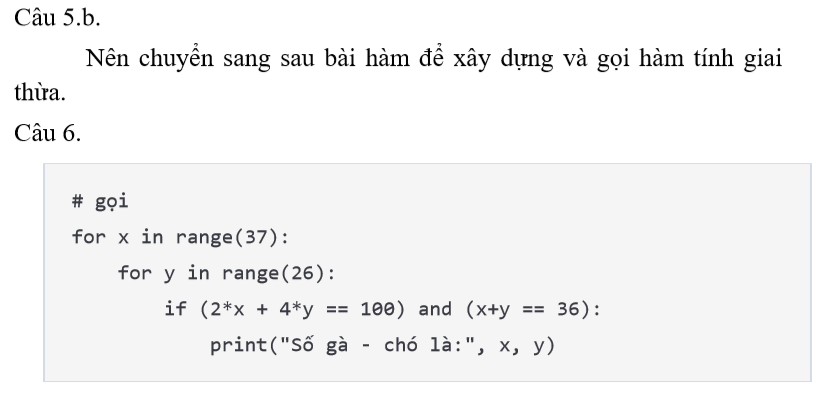 Câu 5.b.
Nên chuyển sang sau bài hàm để xây dựng và gọi hàm tính giai
thừa.
Câu 6.
# gọi
for x in range(37):
    for y in range(26):
        if (2*x + 4*y == 100) and (x+y == 36):
            print("Số gà - chó là:", x, y)